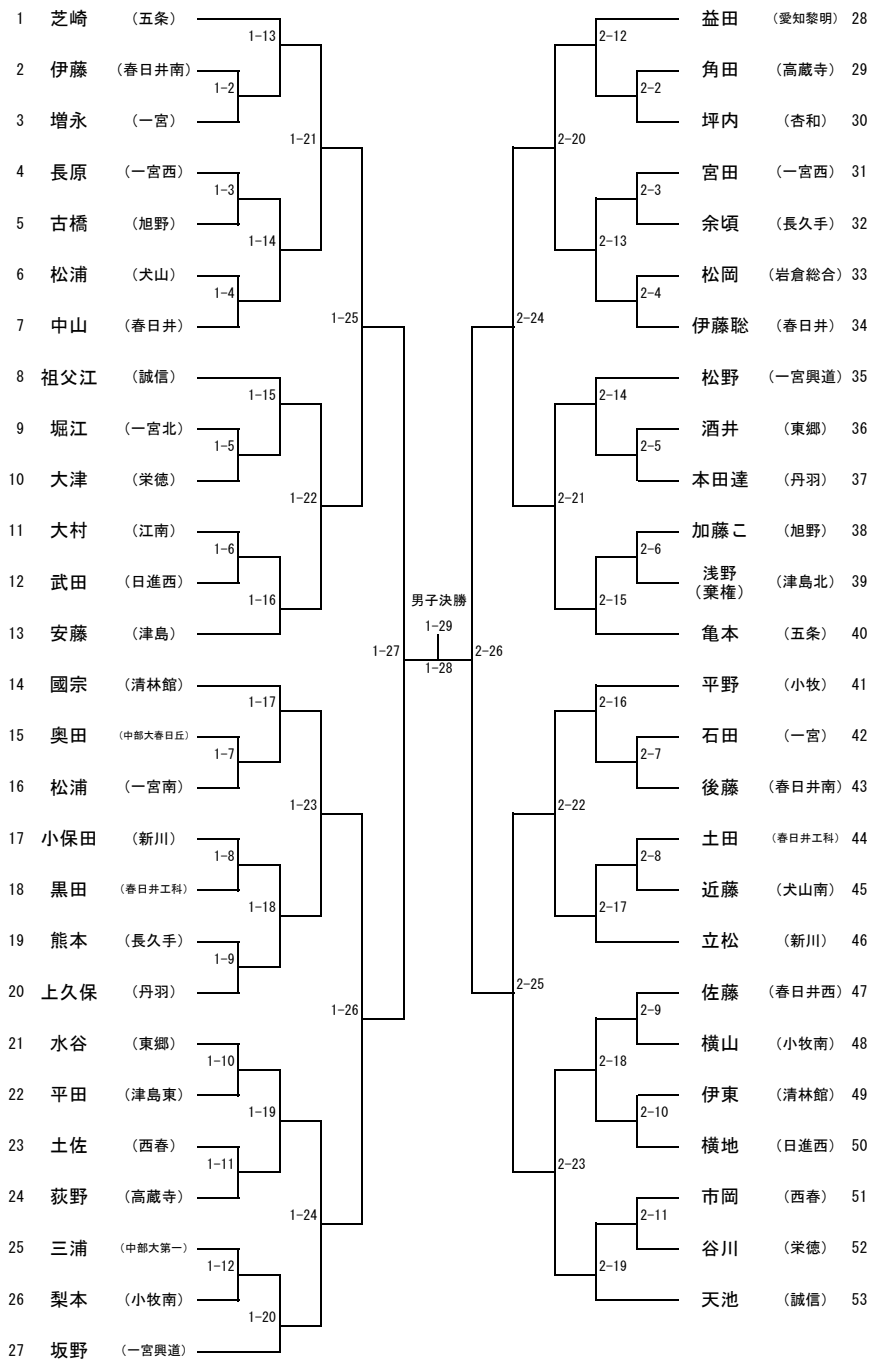 1 芝崎 (五条)
2 伊藤 (春日井南)
3 増永 (一宮)
4 長原 (一宮西)
5 古橋 (旭野)
6 松浦 (犬山)
7 中山 (春日井)
8 祖父江 (誠信)
9 堀江 (一宮北)
10 大津 (栄徳)
11 大村 (江南)
12 武田 (日進西)
13 安藤 (津島)
14 國宗 (清林館)
15 奥田 (中部大春日丘)
16 松浦 (一宮南)
17 小保田 (新川)
18 黒田 (春日井工科)
19 熊本 (長久手)
20 上久保 (丹羽)
21 水谷 (東郷)
22 平田 (津島東)
23 土佐 (西春)
24 荻野 (高蔵寺)
25 三浦 (中部大第一)
26 梨本 (小牧南)
27 坂野 (一宮興道)
1-13
1-2
1-21
1-3
1-14
1-4
1-25
1-15
1-5
1-22
1-6
1-16
1-27
1-17
1-7
1-23
1-8
1-18
1-9
1-26
1-10
1-19
1-11
1-24
1-12
1-20
男子決勝
1-29
1-28
2-12
2-2
2-20
2-3
2-13
2-4
2-24
2-14
2-5
2-21
2-6
2-15
2-26
2-16
2-7
2-22
2-8
2-17
2-25
2-9
2-18
2-10
2-23
2-11
2-19
益田 (愛知黎明) 28
角田 (高蔵寺) 29
坪内 (杏和) 30
宮田 (一宮西) 31
余頃 (長久手) 32
松岡 (岩倉総合) 33
伊藤聡 (春日井) 34
松野 (一宮興道) 35
酒井 (東郷) 36
本田達 (丹羽) 37
加藤こ (旭野) 38
浅野
(棄権) (津島北) 39
亀本 (五条) 40
平野 (小牧) 41
石田 (一宮) 42
後藤 (春日井南) 43
土田 (春日井工科) 44
近藤 (犬山南) 45
立松 (新川) 46
佐藤 (春日井西) 47
横山 (小牧南) 48
伊東 (清林館) 49
横地 (日進西) 50
市岡 (西春) 51
谷川 (栄徳) 52
天池 (誠信) 53